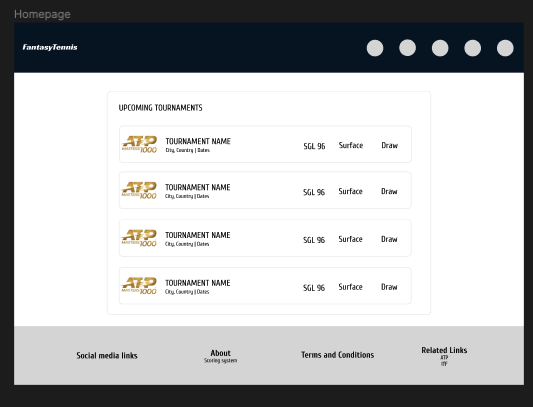 Homepage
FantasyTennis
UPCOMING TOURNAMENTS
ATP
MASTERS 1000
TOURNAMENT NAME
City, Country | Dates
SGL 96
Surface
Draw
ATP
MASTERS 1000
TOURNAMENT NAME
City, Country | Dates
SGL 96
Surface
Draw
ATP
MASTERS 1000
TOURNAMENT NAME
City, Country | Dates
SGL 96
Surface
Draw
ATP
MASTERS 1000
TOURNAMENT NAME
City, Country | Dates
SGL 96
Surface
Draw
Social media links
About
Scoring system
Terms and Conditions
Related Links
ATP
ITF